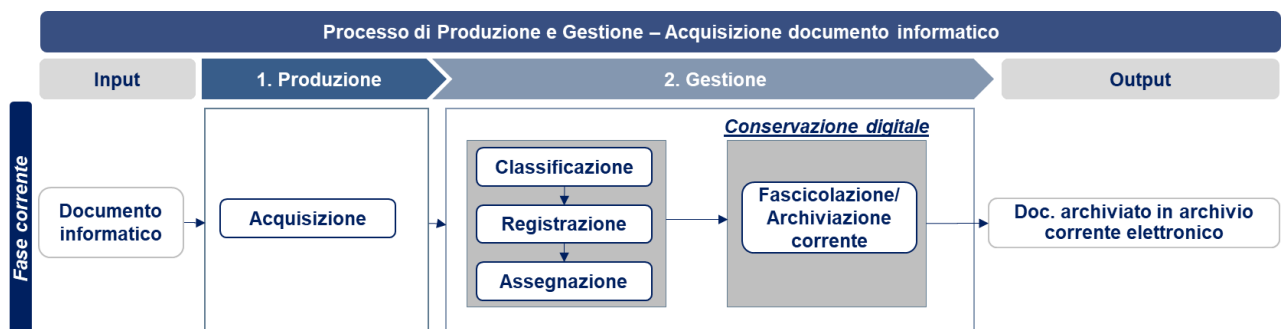 Processo di Produzione e Gestione – Acquisizione documento informatico
Input
1. Produzione
2. Gestione
Output
Fase corrente
Documento
informatico
Acquisizione
Classificazione
Registrazione
Assegnazione
Conservazione digitale
Fascicolazione/
Archiviazione
corrente
Doc. archiviato in archivio
corrente elettronico